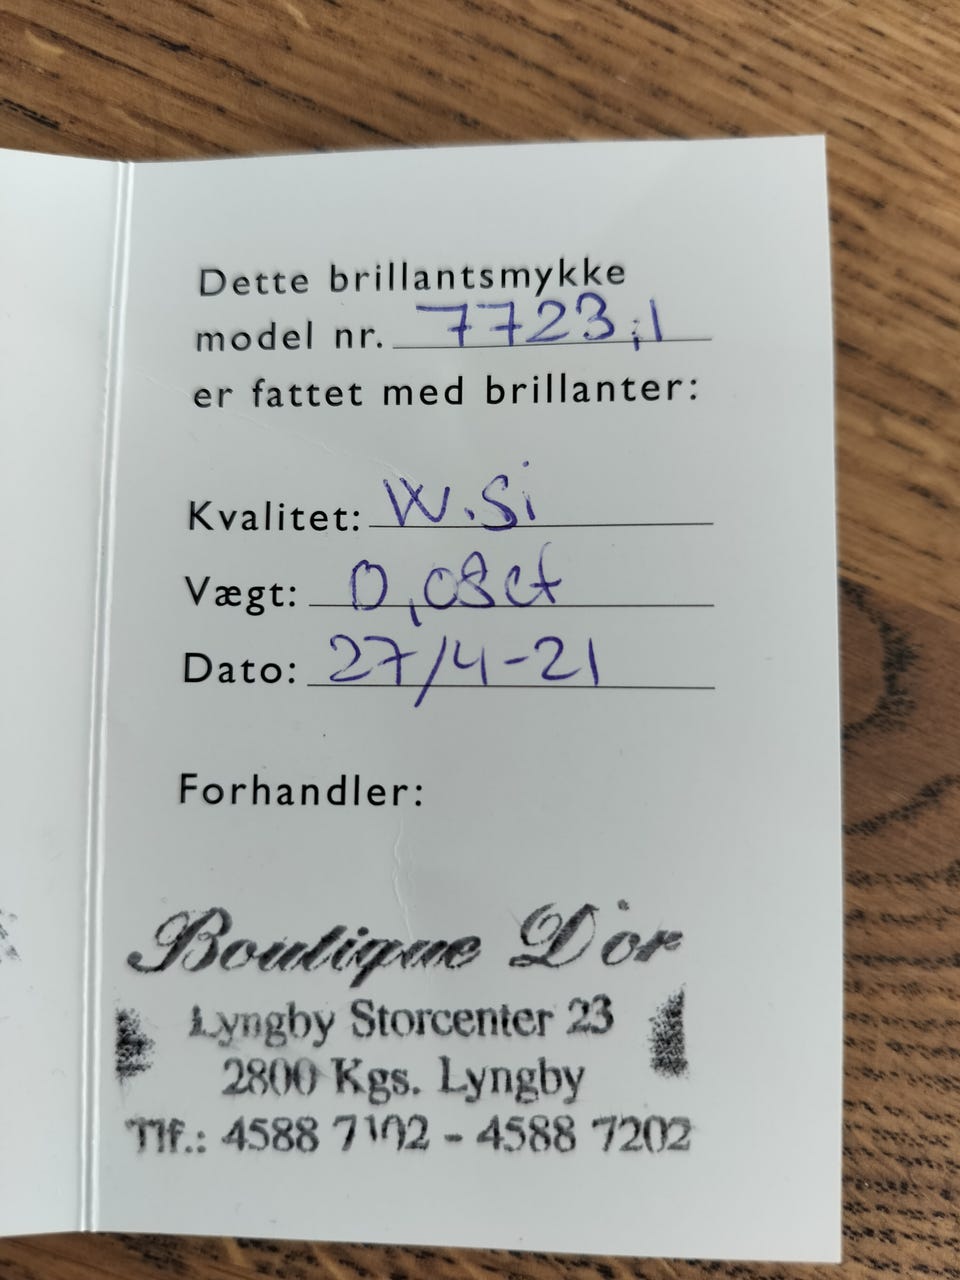 Dette brillantsmykke
model nr. 7723,1
er fattet med brillanter:
Kvalitet: W.Si
Vægt: 0,08ct
Dato: 27/4-21
Forhandler:
Boutique D'or
Lyngby Storcenter 23
2800 Kgs. Lyngby
Tlf.: 4588 7102 - 4588 7202